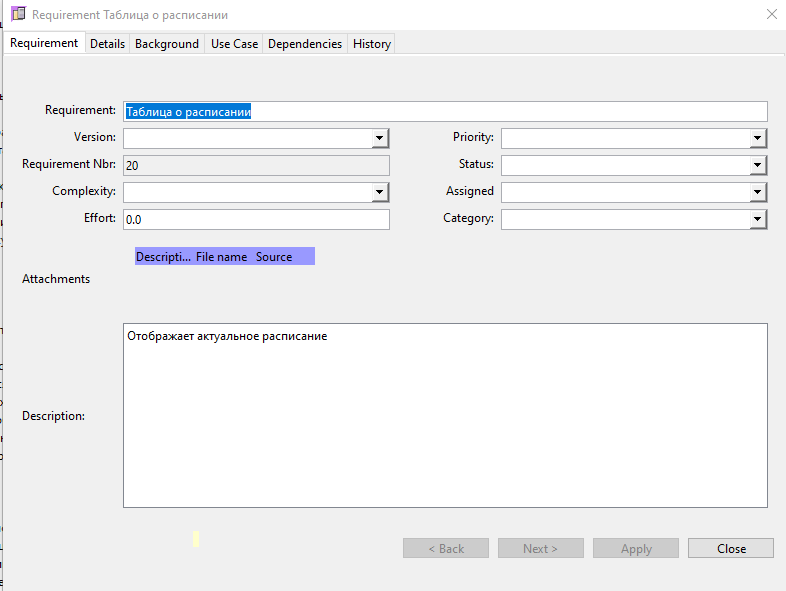 Requirement Таблица о расписании
Requirement Details Background Use Case Dependencies History
Requirement: Таблица о расписании
Version: Priority:
Requirement Nbr: 20 Status:
Complexity: Assigned
Effort: 0.0 Category:
Descripti... File name Source
Attachments
Отображает актуальное расписание
Description:
< Back Next > Apply Close